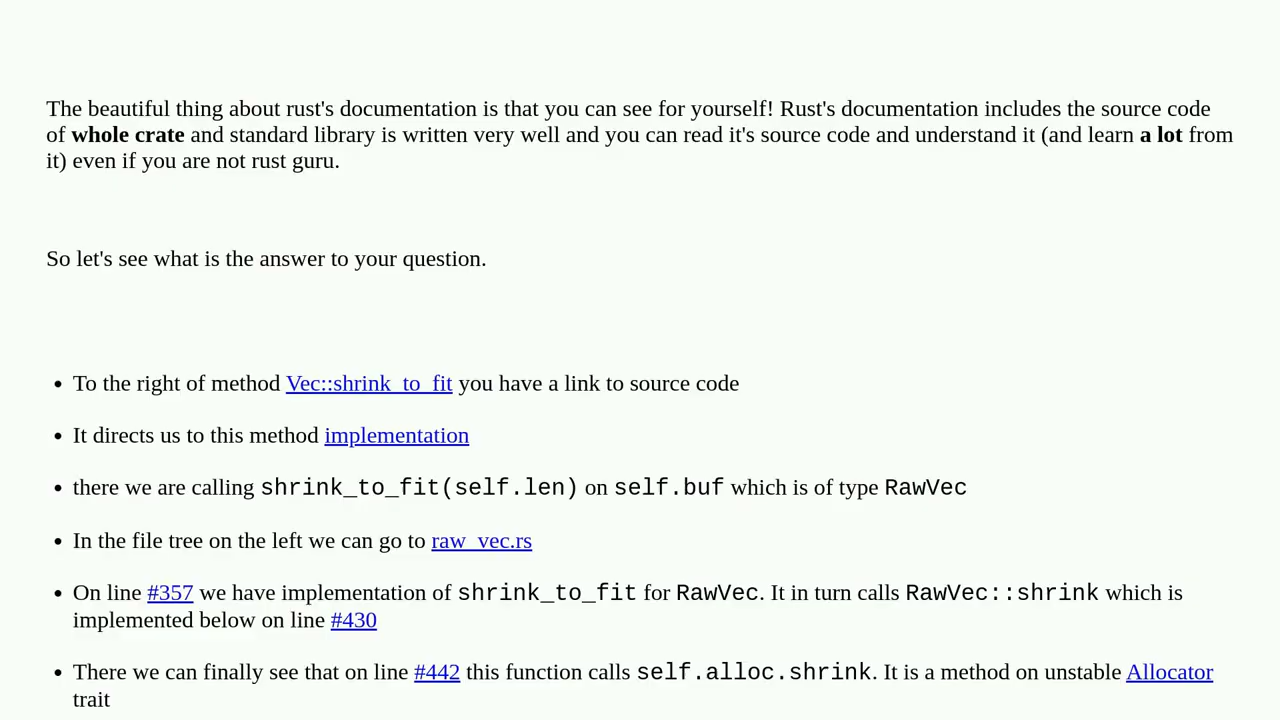 The beautiful thing about rust's documentation is that you can see for yourself! Rust's documentation includes the source code
of whole crate and standard library is written very well and you can read it's source code and understand it (and learn a lot from
it) even if you are not rust guru.
So let's see what is the answer to your question.
• To the right of method Vec::shrink_to_fit you have a link to source code
• It directs us to this method implementation
• there we are calling shrink_to_fit(self.len) on self.buf which is of type RawVec
• In the file tree on the left we can go to raw_vec.rs
• On line #357 we have implementation of shrink_to_fit for RawVec. It in turn calls RawVec::shrink which is
implemented below on line #430
• There we can finally see that on line #442 this function calls self.alloc.shrink. It is a method on unstable Allocator
trait